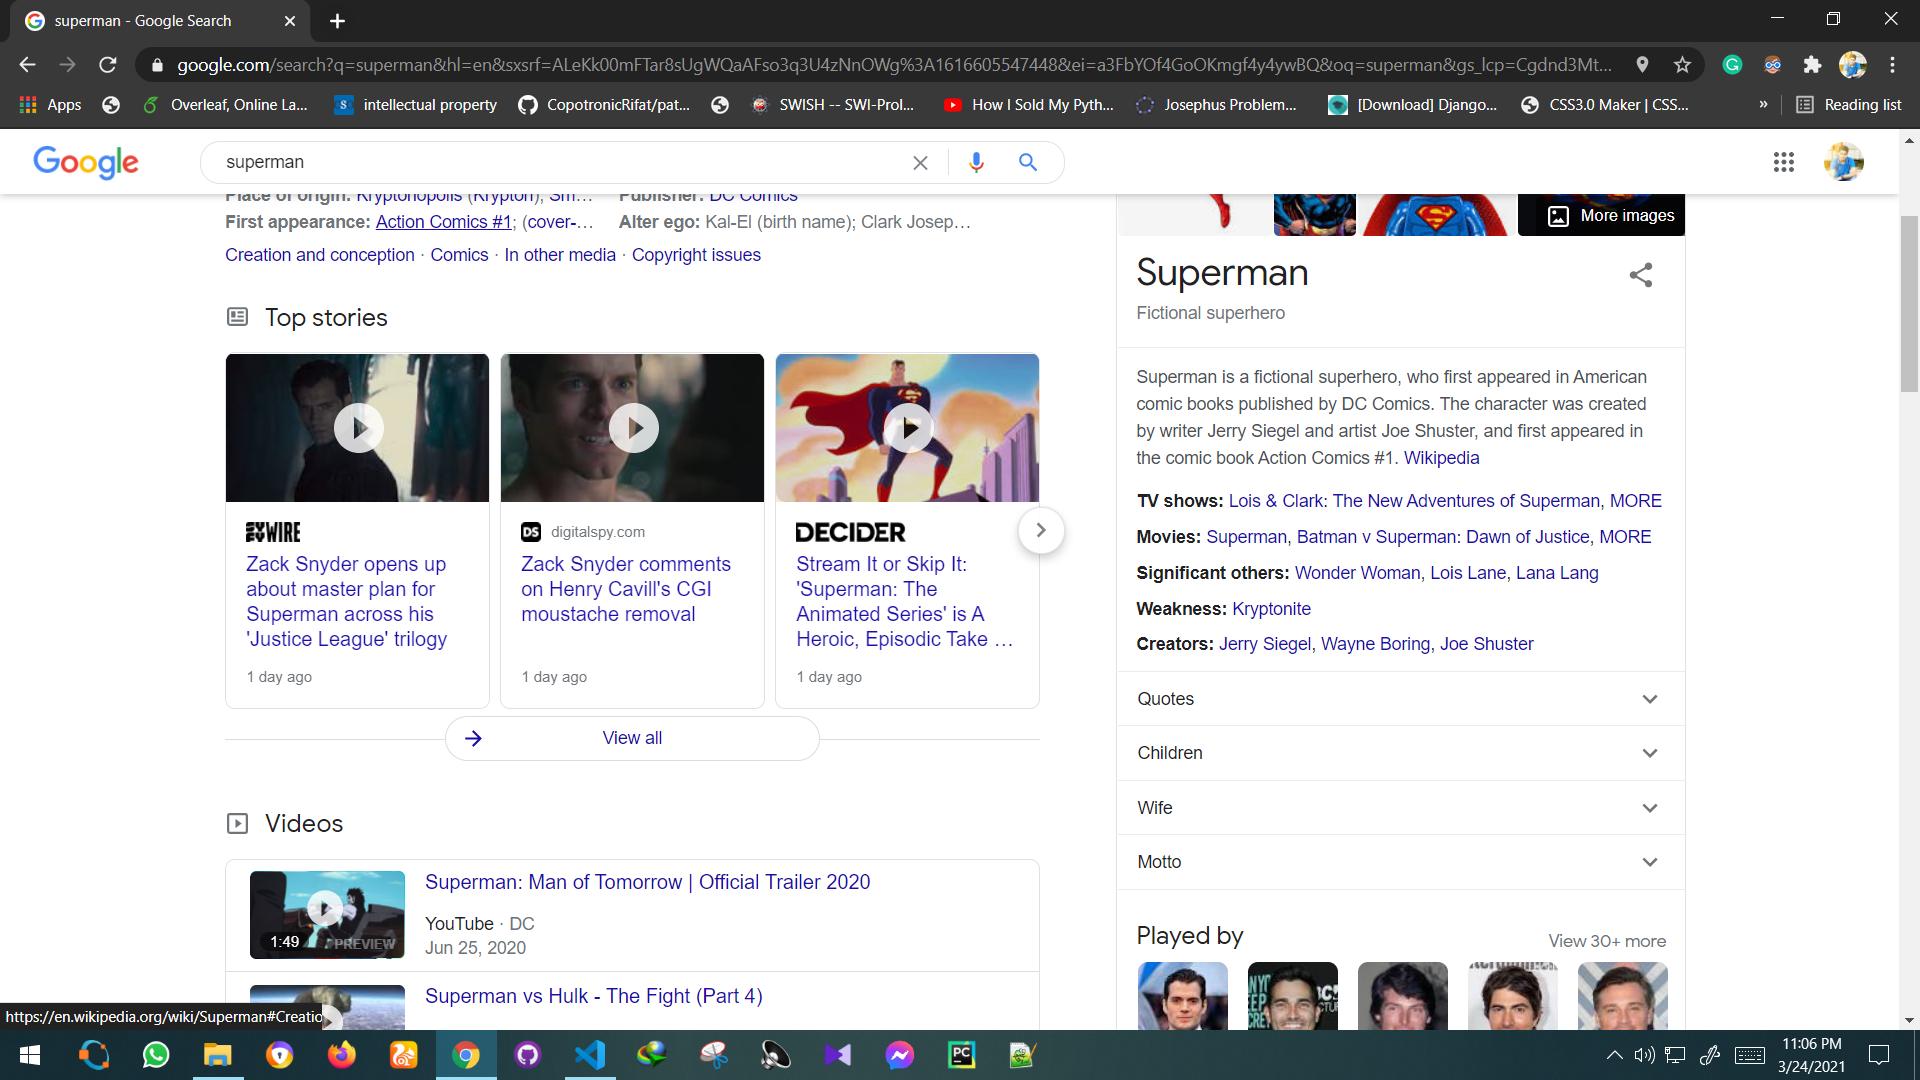 superman - Google Search
google.com/search?q=superman&hl=en&sxsrf=ALeKk00mFTar8sUgWQaAFso3q3U4zNnOWg%3A1616605547448&ei=a3FbYOf4GoOKmgf4y4ywBQ&oq=superman&gs_lcp=Cgdnd3Mt...
Apps
Overleaf, Online La...
intellectual property
CopotronicRifat/pat...
SWISH -- SWI-Prol...
How I Sold My Pyth...
Josephus Problem...
[Download] Django...
CSS3.0 Maker | CSS...
»
Reading list
Google
superman
Place of origin: Kryptonopolis (Krypton), Sm...
Publisher: DC Comics
First appearance: Action Comics #1; (cover-...
Alter ego: Kal-El (birth name); Clark Josep...
Creation and conception · Comics · In other media · Copyright issues
Top stories
SYFY WIRE
Zack Snyder opens up
about master plan for
Superman across his
'Justice League' trilogy
1 day ago
DS digitalspy.com
Zack Snyder comments
on Henry Cavill's CGI
moustache removal
1 day ago
DECIDER
Stream It or Skip It:
'Superman: The
Animated Series' is A
Heroic, Episodic Take ...
1 day ago
View all
Videos
1:49
PREVIEW
Superman: Man of Tomorrow | Official Trailer 2020
YouTube · DC
Jun 25, 2020
Superman vs Hulk - The Fight (Part 4)
More images
Superman
Fictional superhero
Superman is a fictional superhero, who first appeared in American
comic books published by DC Comics. The character was created
by writer Jerry Siegel and artist Joe Shuster, and first appeared in
the comic book Action Comics #1. Wikipedia
TV shows: Lois & Clark: The New Adventures of Superman, MORE
Movies: Superman, Batman v Superman: Dawn of Justice, MORE
Significant others: Wonder Woman, Lois Lane, Lana Lang
Weakness: Kryptonite
Creators: Jerry Siegel, Wayne Boring, Joe Shuster
Quotes
Children
Wife
Motto
Played by
View 30+ more
https://en.wikipedia.org/wiki/Superman#Creatio
PC
11:06 PM
3/24/2021